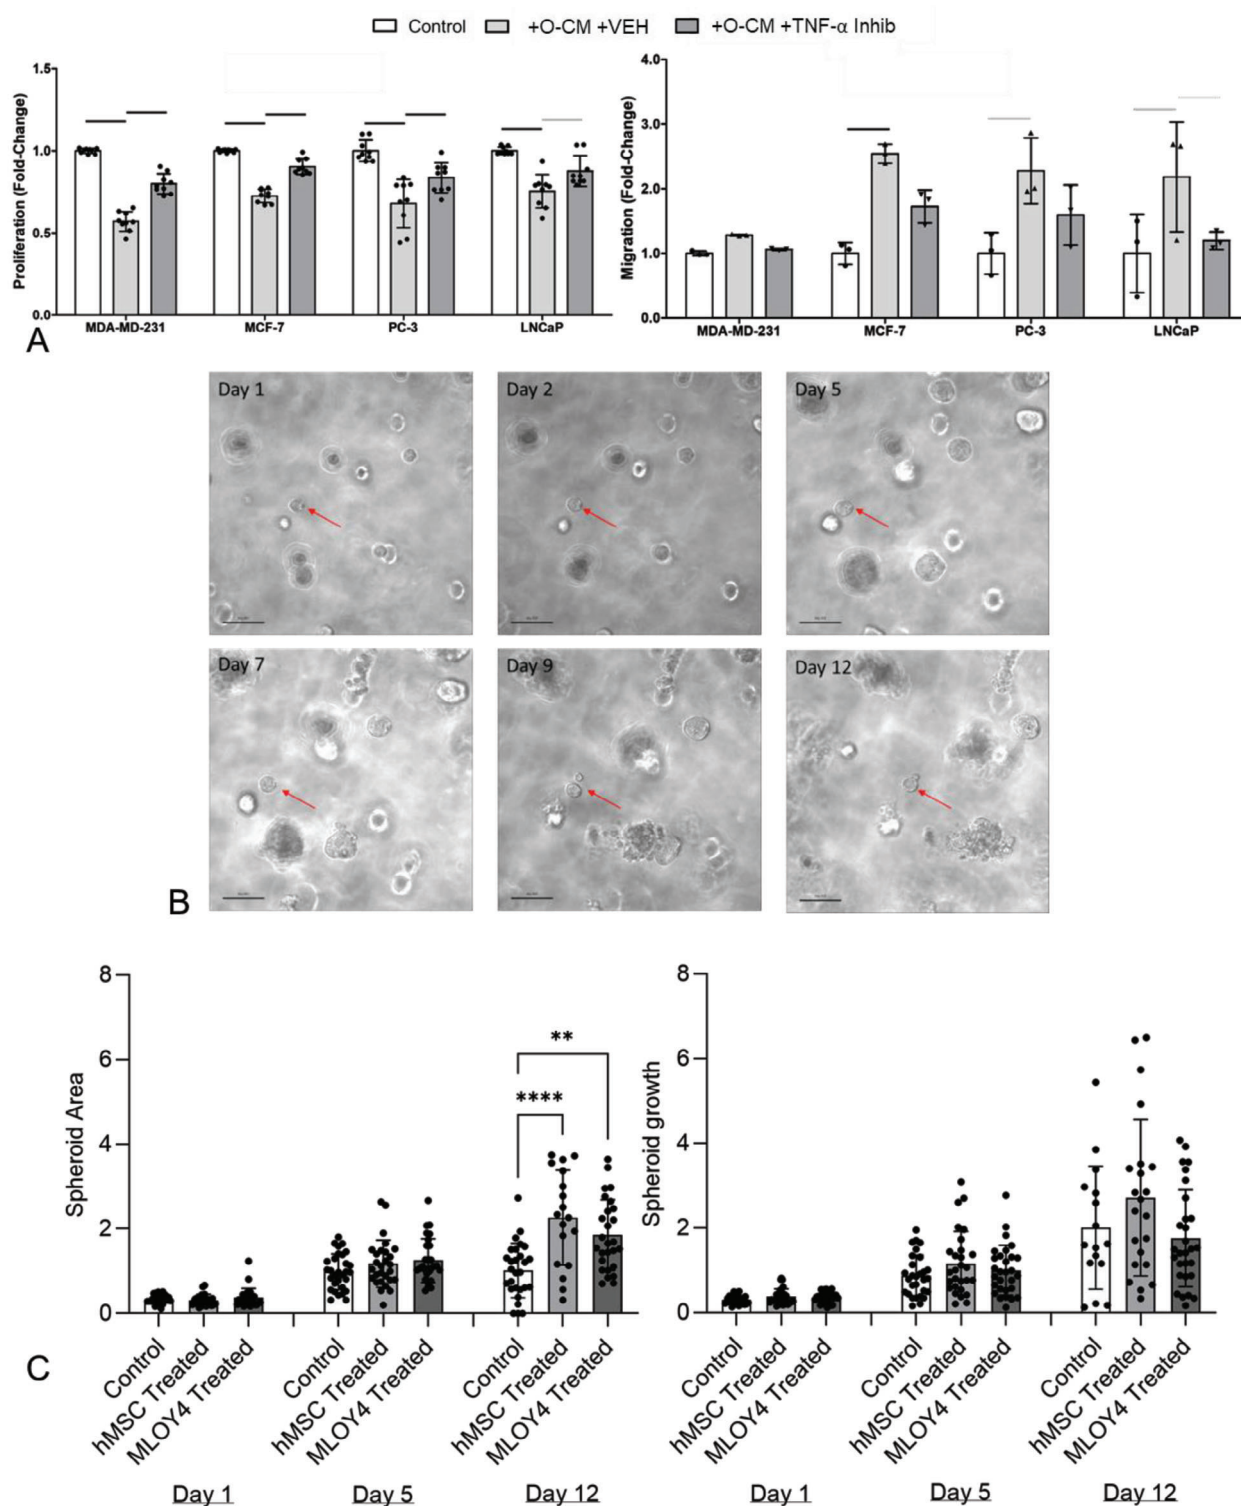 Control +O-CM +VEH +O-CM +TNF-α Inhib
Proliferation (Fold-Change)
1.5
1.0
0.5
0.0
MDA-MD-231 MCF-7 PC-3 LNCaP
Migration (Fold-Change)
4.0
3.0
2.0
1.0
0.0
MDA-MD-231 MCF-7 PC-3 LNCaP
A
Day 1 Day 2 Day 5
Day 7 Day 9 Day 12
B
Spheroid Area
8
6
4
2
0
**
****
Control hMSC Treated MLOY4 Treated Control hMSC Treated MLOY4 Treated Control hMSC Treated MLOY4 Treated
Day 1 Day 5 Day 12
Spheroid growth
8
6
4
2
0
Control hMSC Treated MLOY4 Treated Control hMSC Treated MLOY4 Treated Control hMSC Treated MLOY4 Treated
Day 1 Day 5 Day 12
C